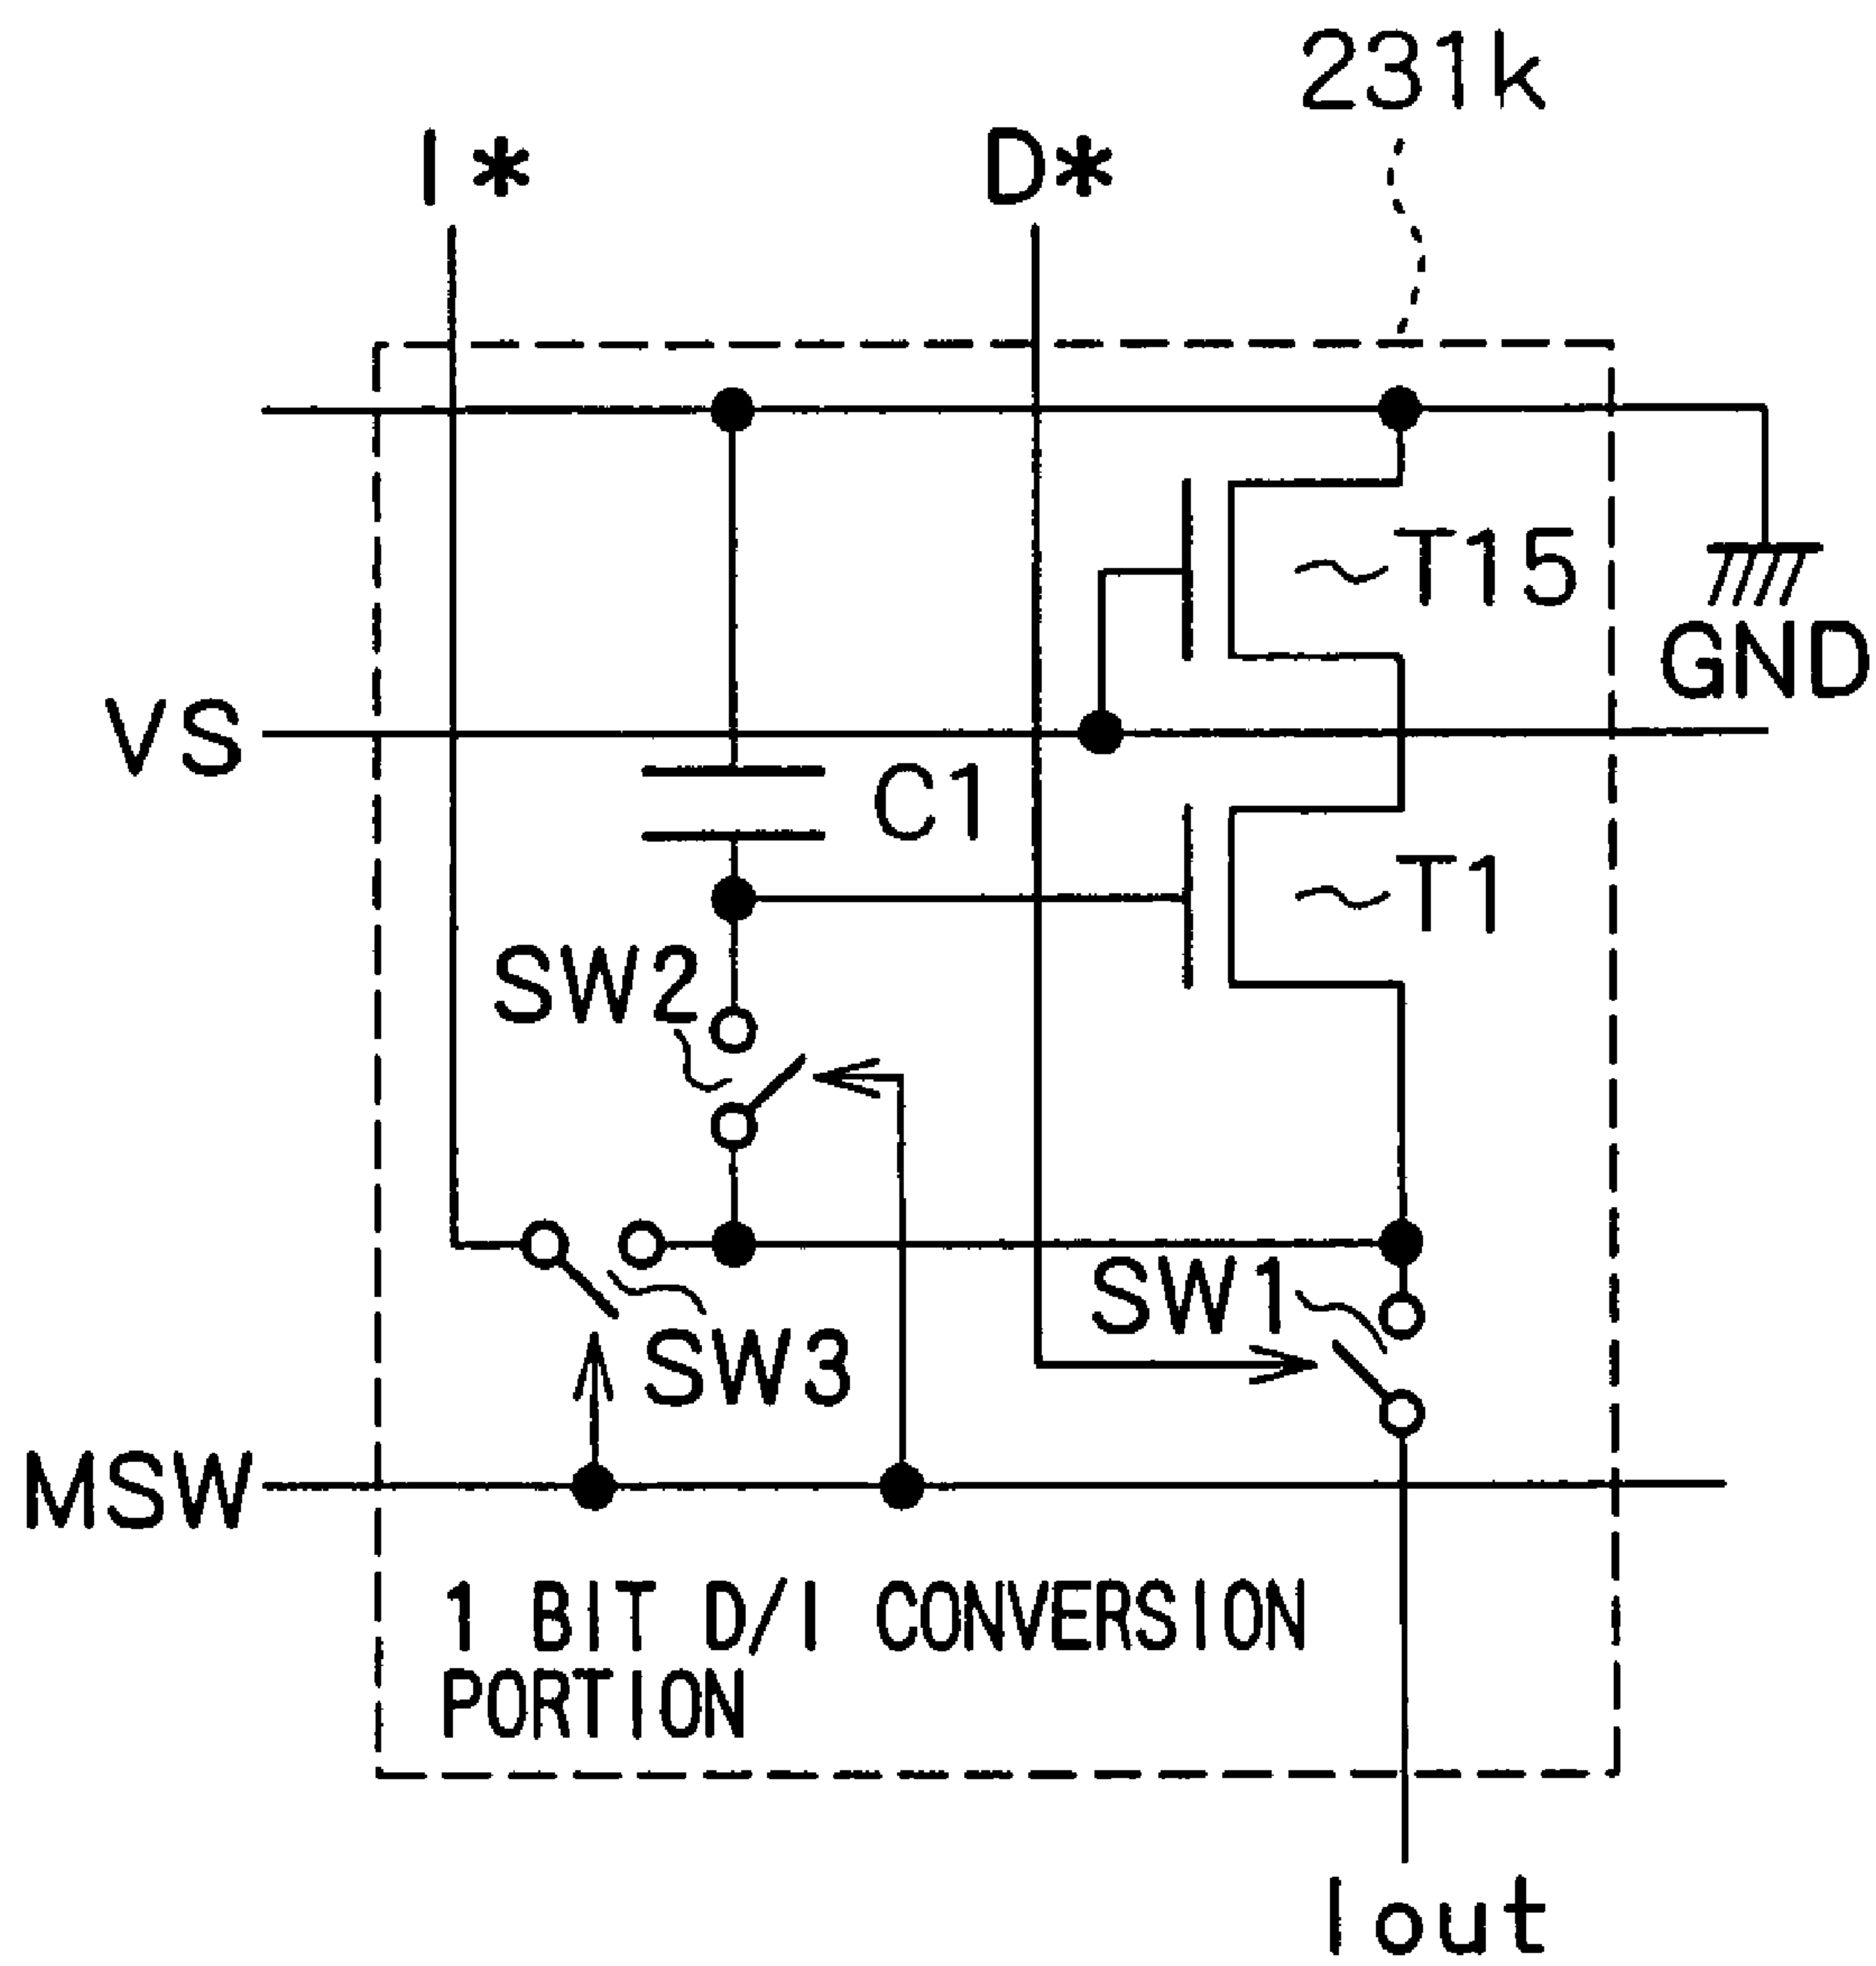 231k
I* D*
T15
GND
VS
C1
T1
SW2
SW1
SW3
MSW
1 BIT D/I CONVERSION
PORTION
Iout